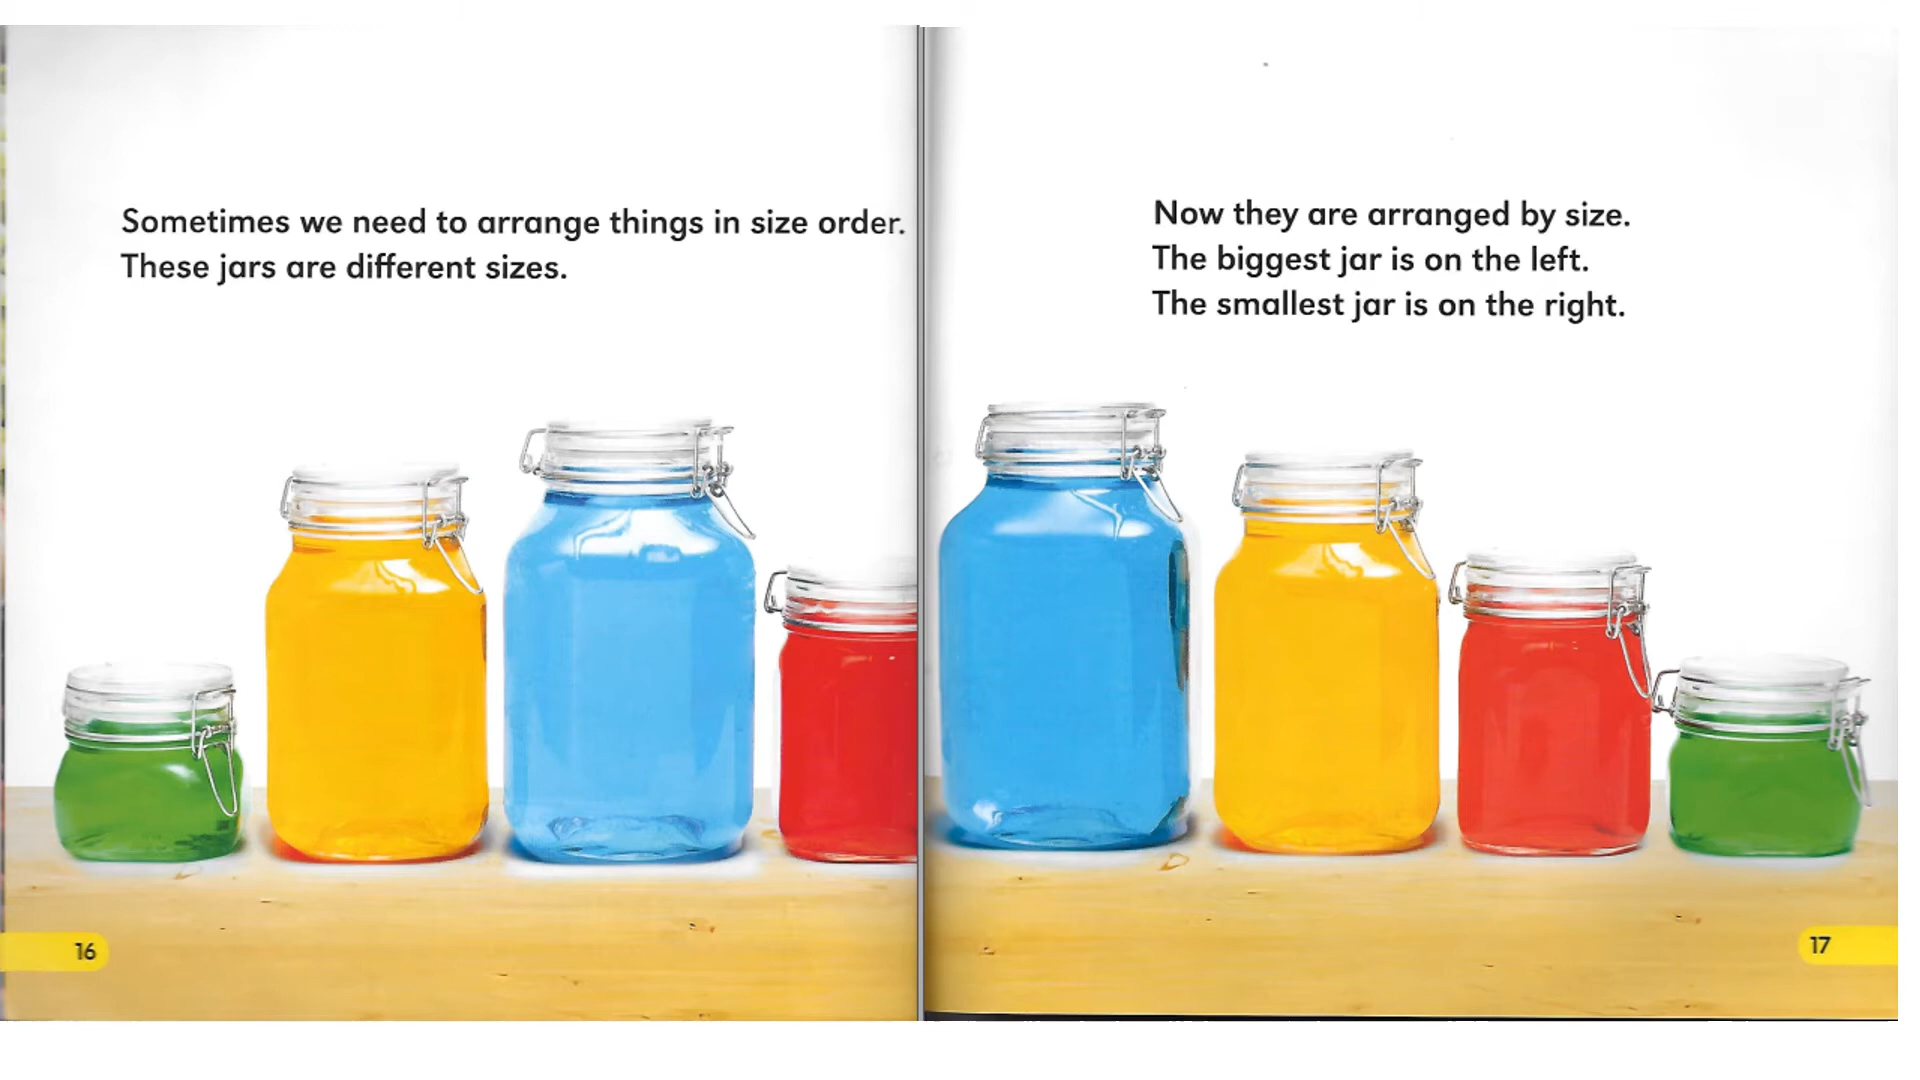 Sometimes we need to arrange things in size order.
These jars are different sizes.
16
Now they are arranged by size.
The biggest jar is on the left.
The smallest jar is on the right.
17